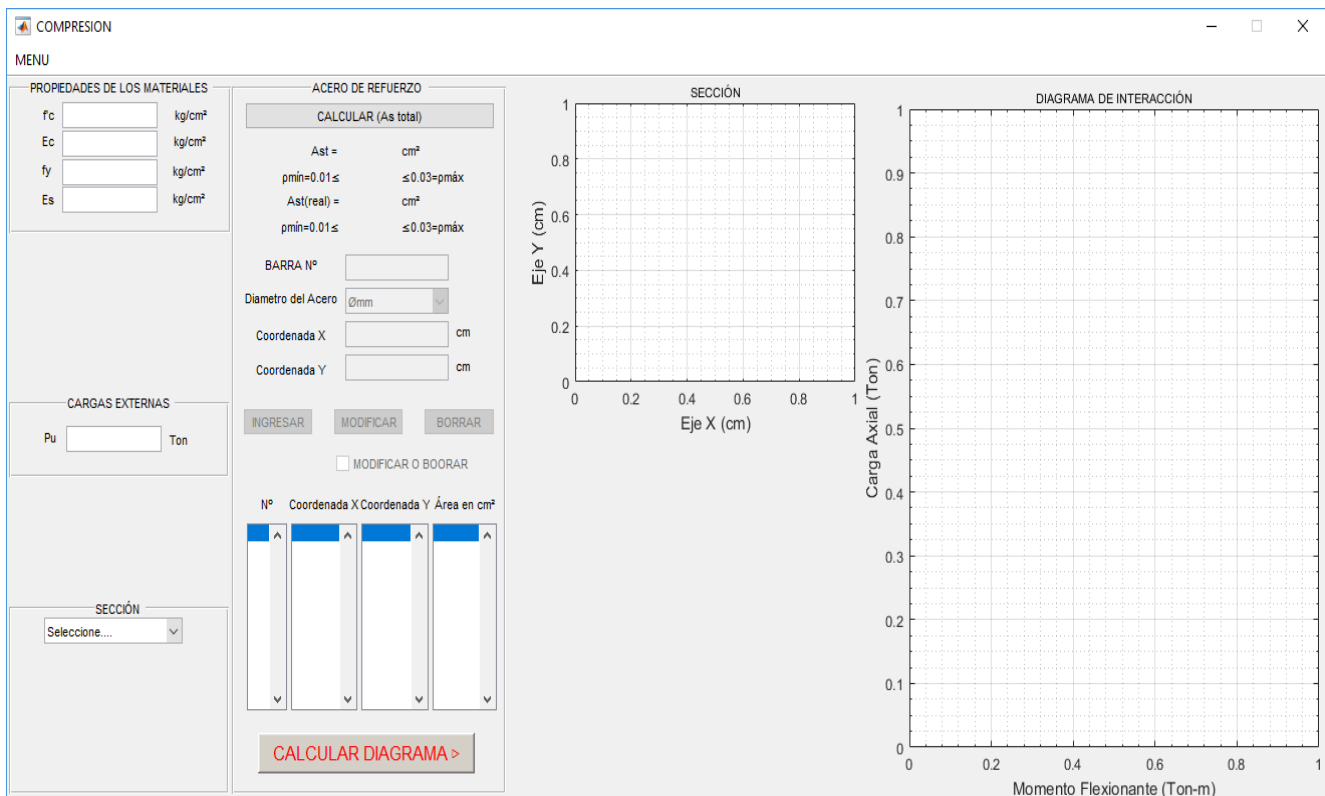 COMPRESION
MENU
PROPIEDADES DE LOS MATERIALES
f'c kg/cm²
Ec kg/cm²
fy kg/cm²
Es kg/cm²
CARGAS EXTERNAS
Pu Ton
SECCIÓN
Seleccione....
ACERO DE REFUERZO
CALCULAR (As total)
Ast = cm²
ρmín=0.01≤ ≤0.03=ρmáx
Ast(real) = cm²
ρmín=0.01≤ ≤0.03=ρmáx
BARRA Nº
Diametro del Acero Ømm
Coordenada X cm
Coordenada Y cm
INGRESAR MODIFICAR BORRAR
MODIFICAR O BOORAR
Nº Coordenada X Coordenada Y Área en cm²
CALCULAR DIAGRAMA >
SECCIÓN
1
0.8
0.6
0.4
0.2
0
Eje Y (cm)
0 0.2 0.4 0.6 0.8 1
Eje X (cm)
DIAGRAMA DE INTERACCIÓN
1
0.9
0.8
0.7
0.6
0.5
0.4
0.3
0.2
0.1
0
Carga Axial (Ton)
0 0.2 0.4 0.6 0.8 1
Momento Flexionante (Ton-m)